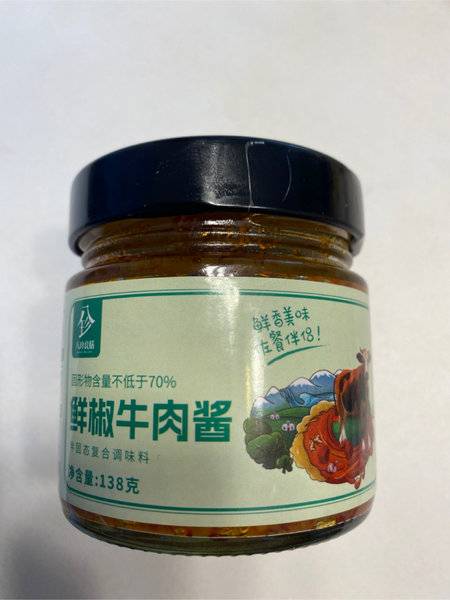 鲜香美味
佐餐伴侣!
固形物含量不低于70%
鲜椒牛肉酱
半固态复合调味料
净含量:138克